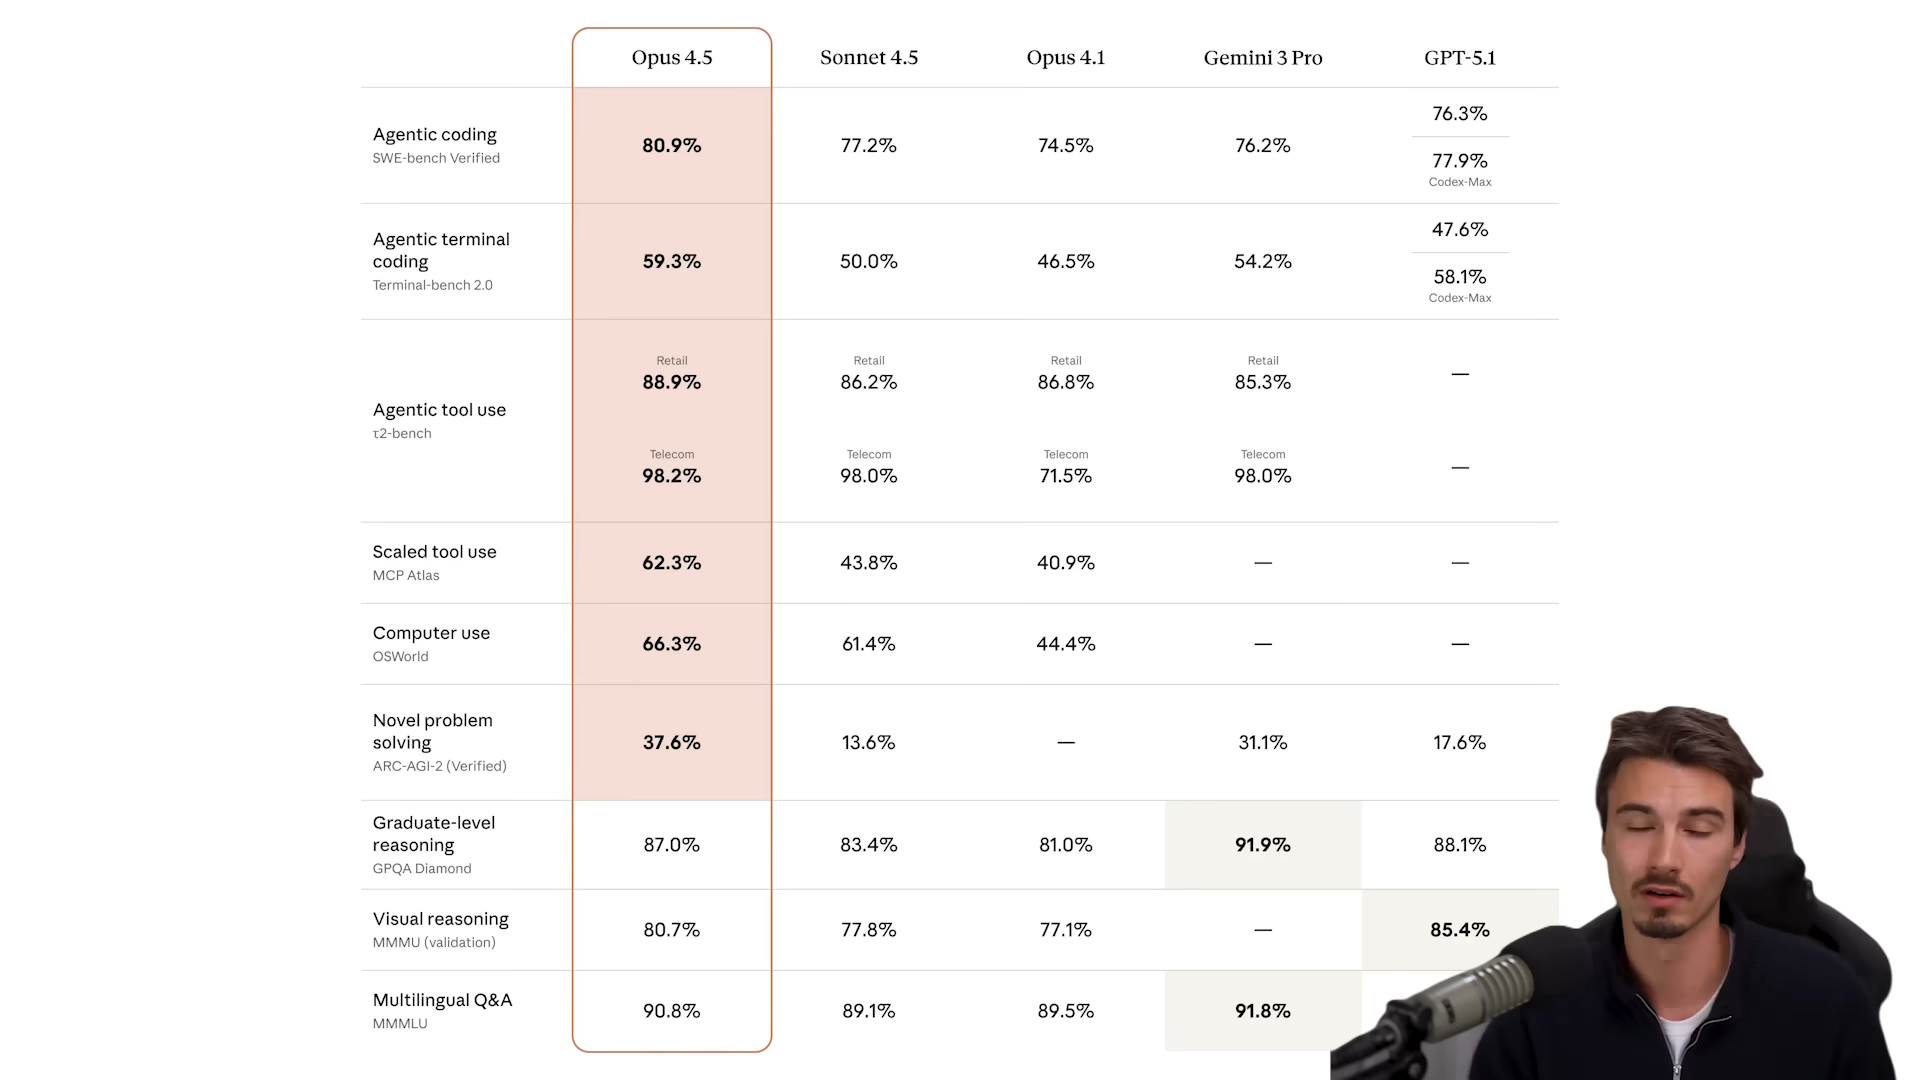 Opus 4.5 Sonnet 4.5 Opus 4.1 Gemini 3 Pro GPT-5.1
Agentic coding
SWE-bench Verified
80.9% 77.2% 74.5% 76.2%
76.3%
77.9%
Codex-Max
Agentic terminal
coding
Terminal-bench 2.0
59.3% 50.0% 46.5% 54.2%
47.6%
58.1%
Codex-Max
Agentic tool use
τ2-bench
Retail Retail Retail Retail
88.9% 86.2% 86.8% 85.3% —
Telecom Telecom Telecom Telecom
98.2% 98.0% 71.5% 98.0% —
Scaled tool use
MCP Atlas
62.3% 43.8% 40.9% — —
Computer use
OSWorld
66.3% 61.4% 44.4% — —
Novel problem
solving
ARC-AGI-2 (Verified)
37.6% 13.6% — 31.1% 17.6%
Graduate-level
reasoning
GPQA Diamond
87.0% 83.4% 81.0% 91.9% 88.1%
Visual reasoning
MMMU (validation)
80.7% 77.8% 77.1% — 85.4%
Multilingual Q&A
MMMLU
90.8% 89.1% 89.5% 91.8%